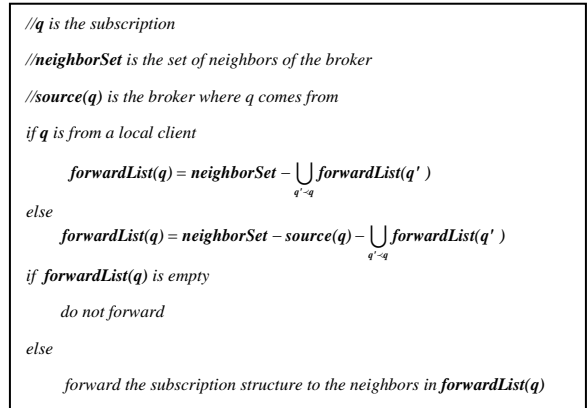 //q is the subscription
//neighborSet is the set of neighbors of the broker
//source(q) is the broker where q comes from
if q is from a local client
forwardList(q) = neighborSet − ⋃ forwardList(q' )
q'≺q
else
forwardList(q) = neighborSet − source(q) − ⋃ forwardList(q' )
q'≺q
if forwardList(q) is empty
do not forward
else
forward the subscription structure to the neighbors in forwardList(q)